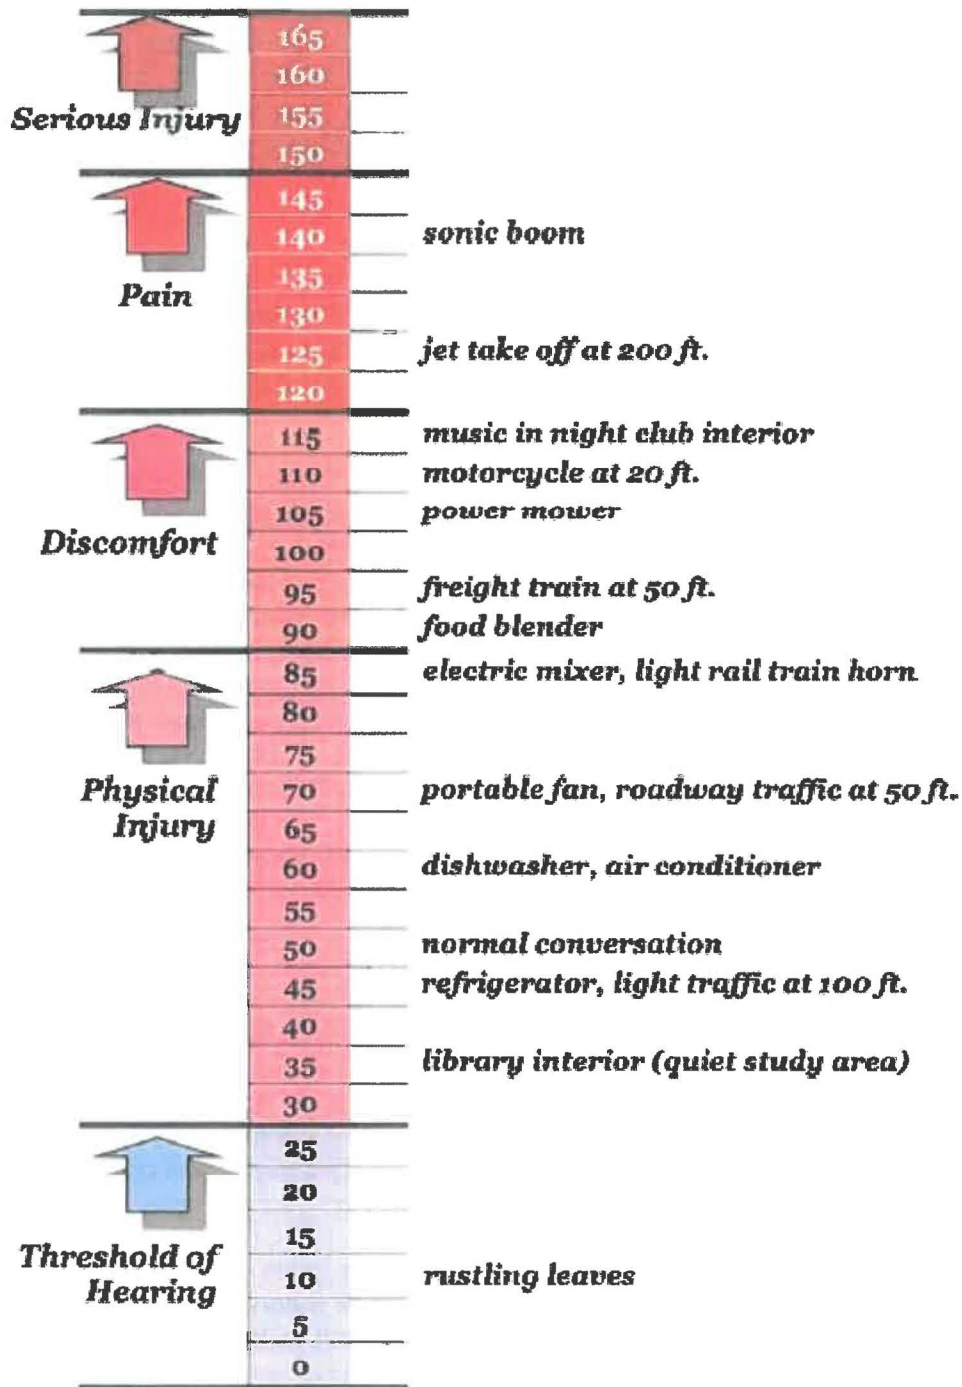 165
160
Serious Injury 155
150
145
140 sonic boom
135
Pain
130
125 jet take off at 200 ft.
120
115 music in night club interior
110 motorcycle at 20 ft.
105 power mower
Discomfort
100
95 freight train at 50 ft.
90 food blender
85 electric mixer, light rail train horn
80
75
Physical 70 portable fan, roadway traffic at 50 ft.
Injury 65
60 dishwasher, air conditioner
55
50 normal conversation
45 refrigerator, light traffic at 100 ft.
40
35 library interior (quiet study area)
30
25
20
15
Threshold of
Hearing
10 rustling leaves
5
0